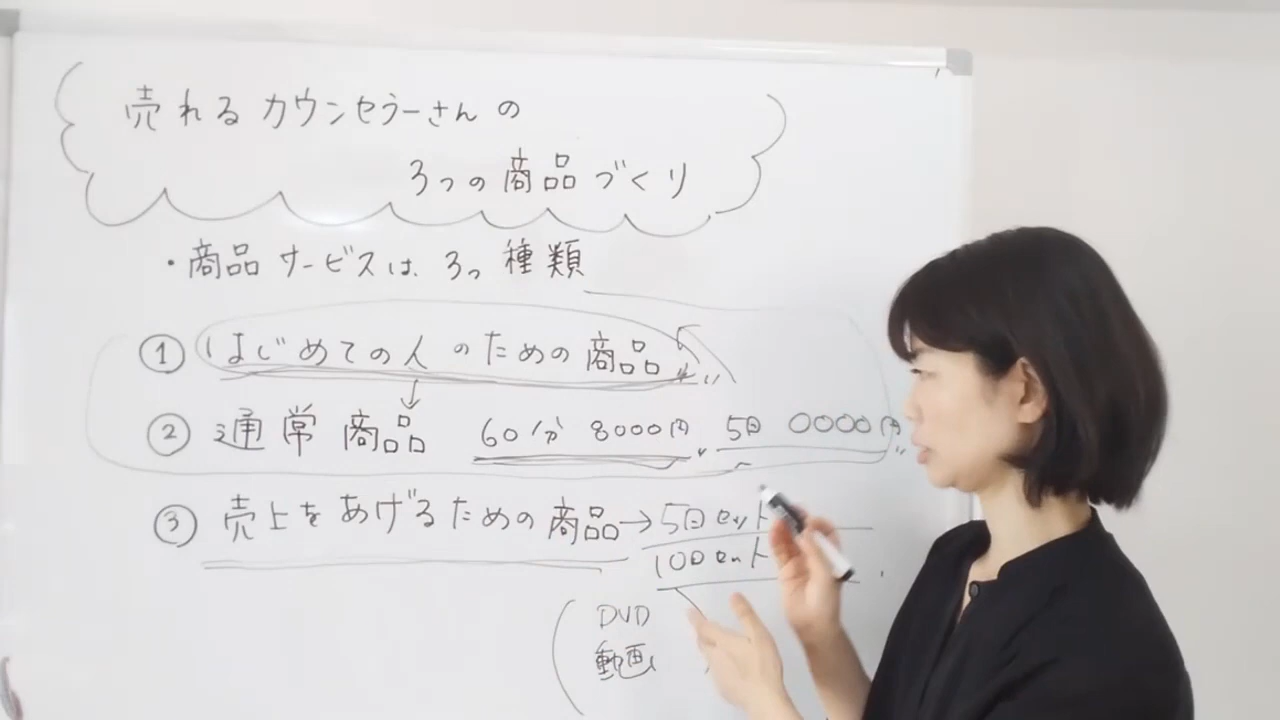 売れるカウンセラーさんの
3つの商品づくり
・商品サービスは、3つ種類
① はじめての人のための商品
② 通常商品 60分 8000円 5回 0000円
③ 売上をあげるための商品→5回セット
10回セット
DVD
動画